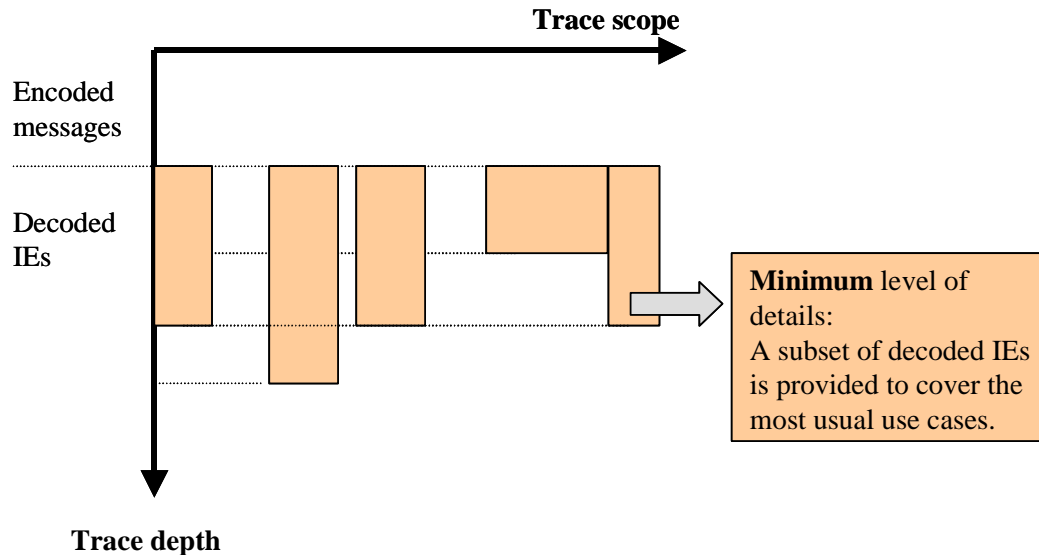 Trace scope
Encoded
messages
Decoded
IEs
Minimum level of
details:
A subset of decoded IEs
is provided to cover the
most usual use cases.
Trace depth